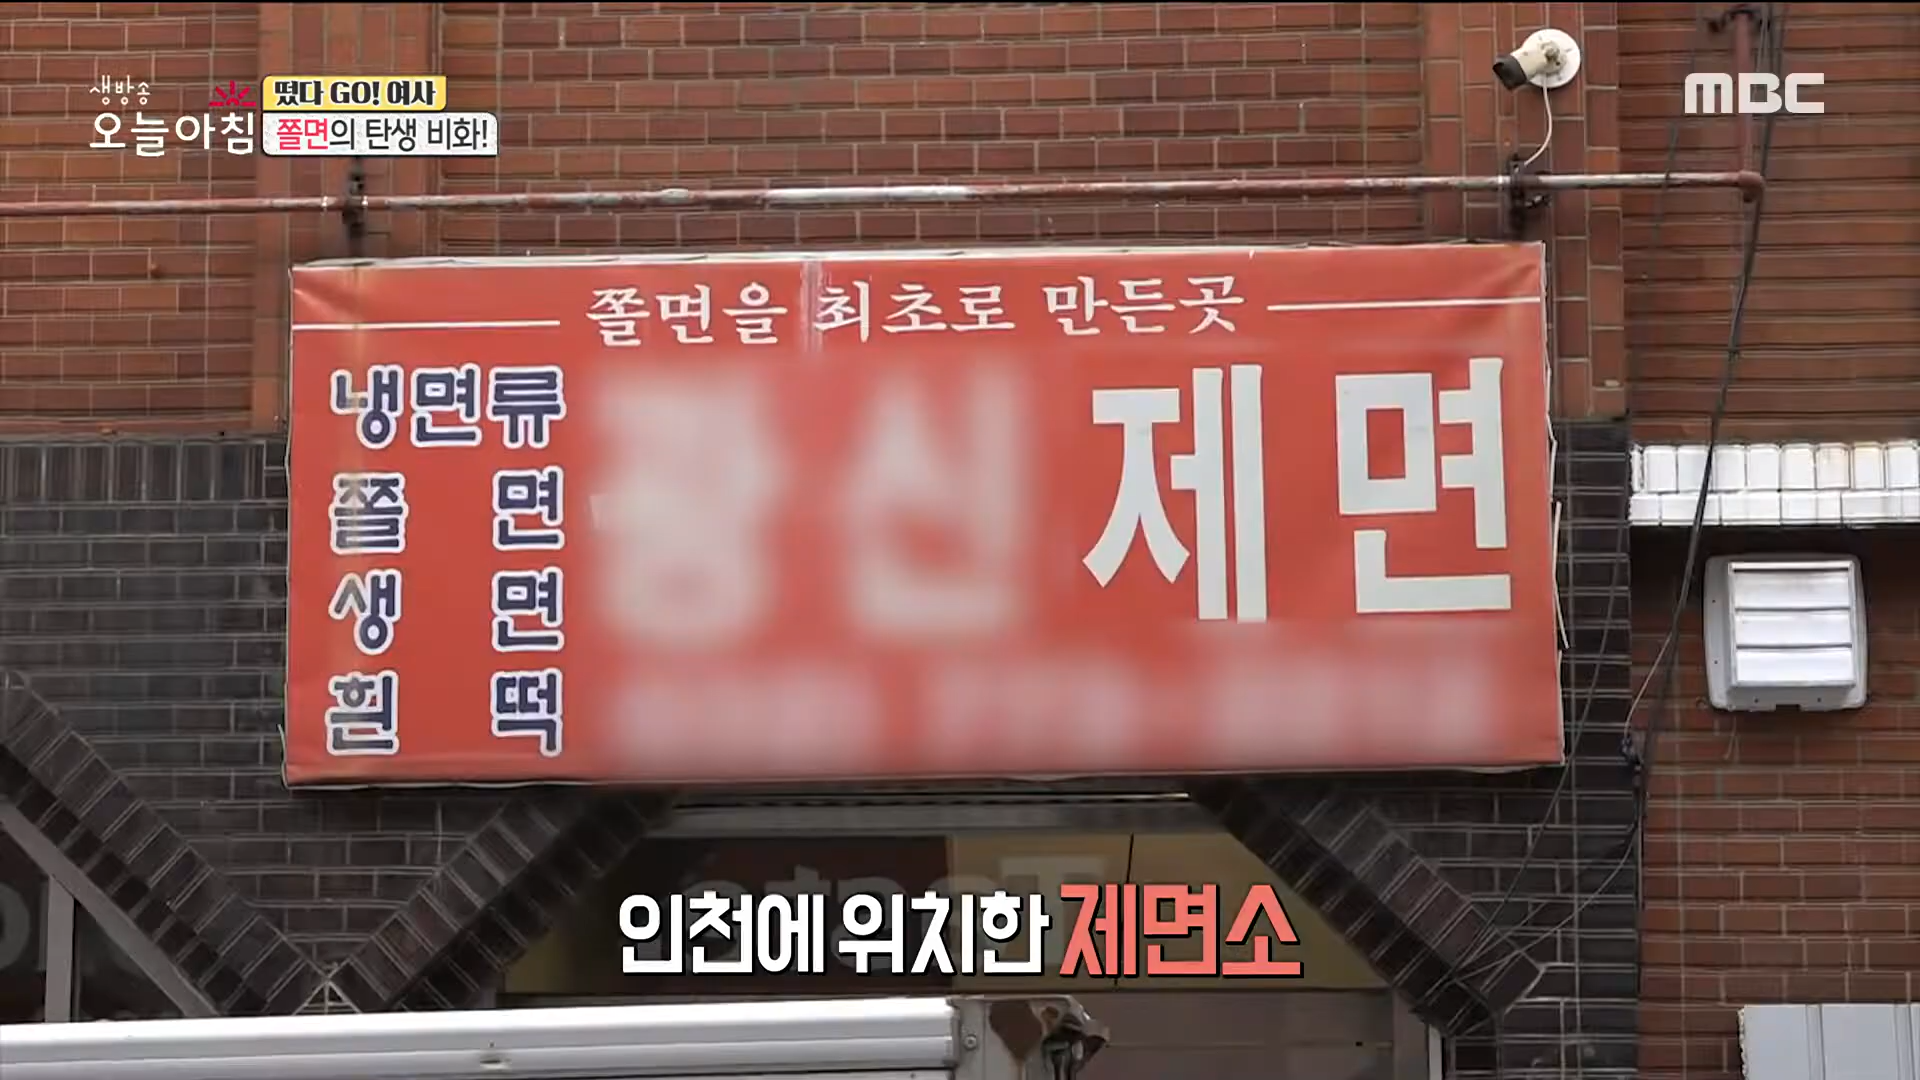 생방송
오늘아침
떴다 GO! 여사
쫄면의 탄생 비화!
MBC
쫄면을 최초로 만든곳
냉면류
쫄면
생면
흰떡
제면
인천에 위치한 제면소